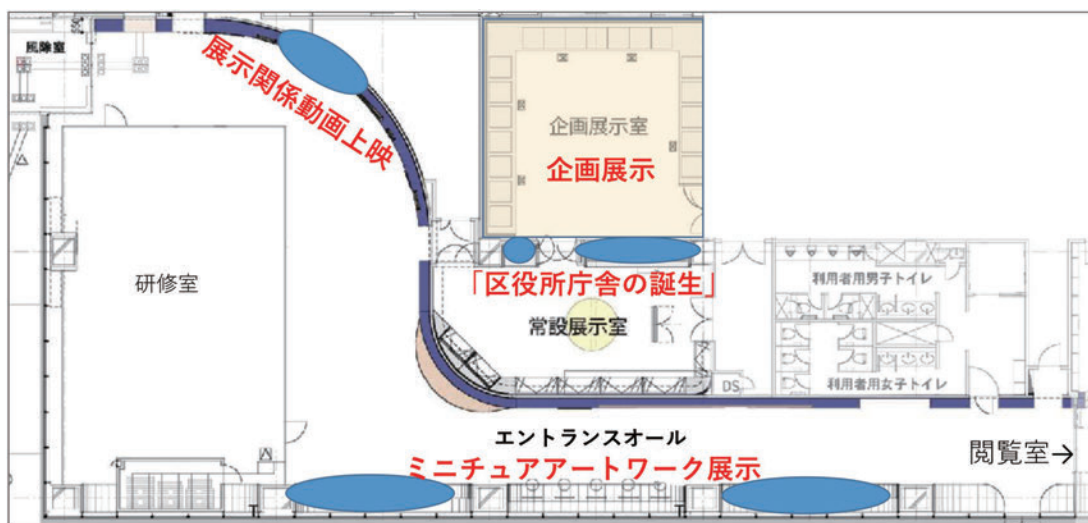 550
風除室
展示関係動画上映
企画展示室
企画展示
研修室
「区役所庁舎の誕生」
常設展示室
利用者用男子トイレ
利用者用女子トイレ
DS
エントランスオール
ミニチュアアートワーク展示
閲覧室→